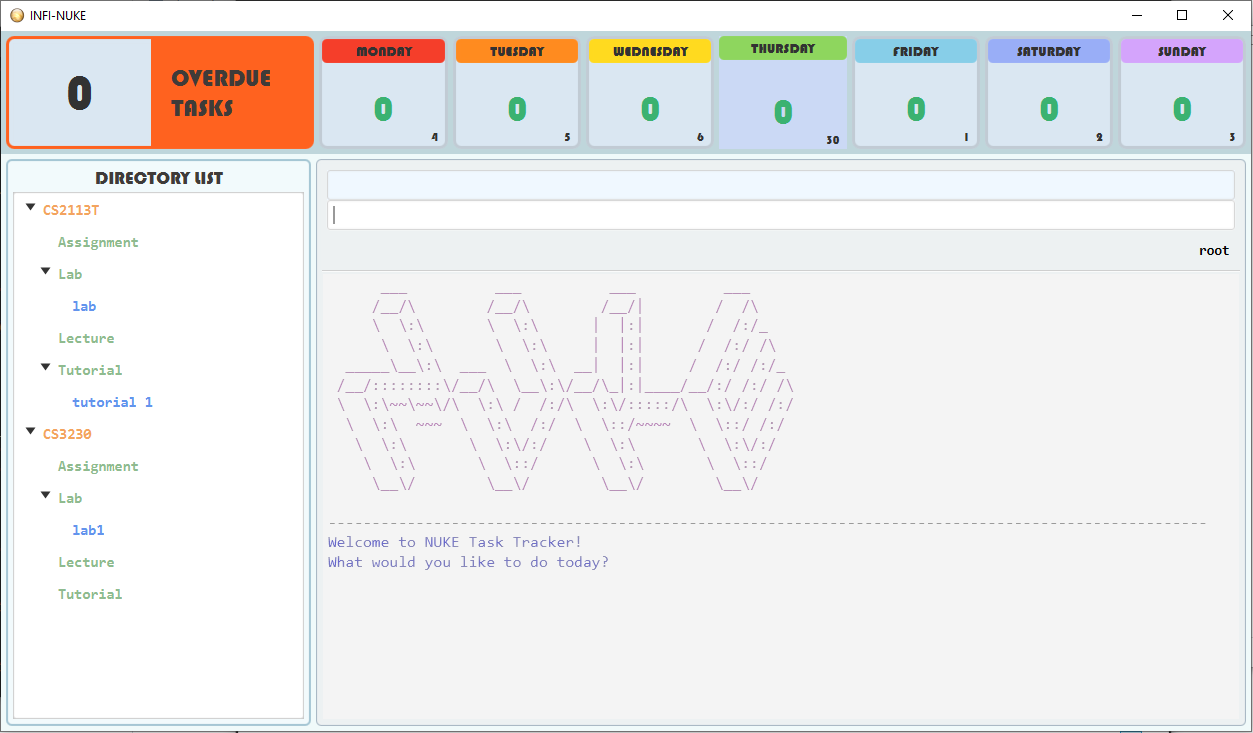 INFI-NUKE
0
OVERDUE
TASKS
MONDAY
0
4
TUESDAY
0
5
WEDNESDAY
0
6
THURSDAY
0
30
FRIDAY
0
1
SATURDAY
0
2
SUNDAY
0
3
DIRECTORY LIST
CS2113T
Assignment
Lab
lab
Lecture
Tutorial
tutorial 1
CS3230
Assignment
Lab
lab1
Lecture
Tutorial
root
Welcome to NUKE Task Tracker!
What would you like to do today?